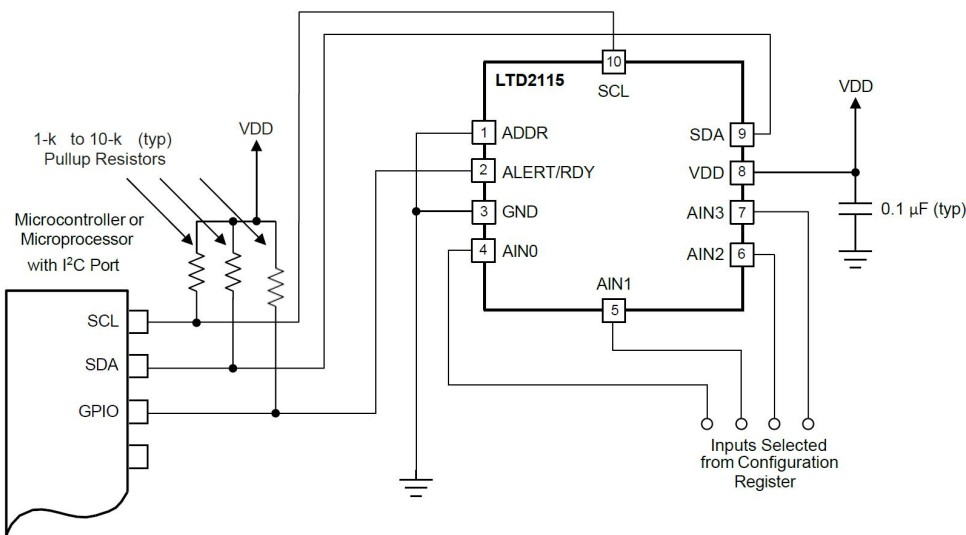 LTD2115
10
SCL
1-k to 10-k (typ)
Pullup Resistors
VDD
Microcontroller or
Microprocessor
with I²C Port
SCL
SDA
GPIO
1 ADDR
2 ALERT/RDY
3 GND
4 AIN0
AIN1
5
SDA 9
VDD 8
AIN3 7
AIN2 6
VDD
0.1 µF (typ)
Inputs Selected
from Configuration
Register